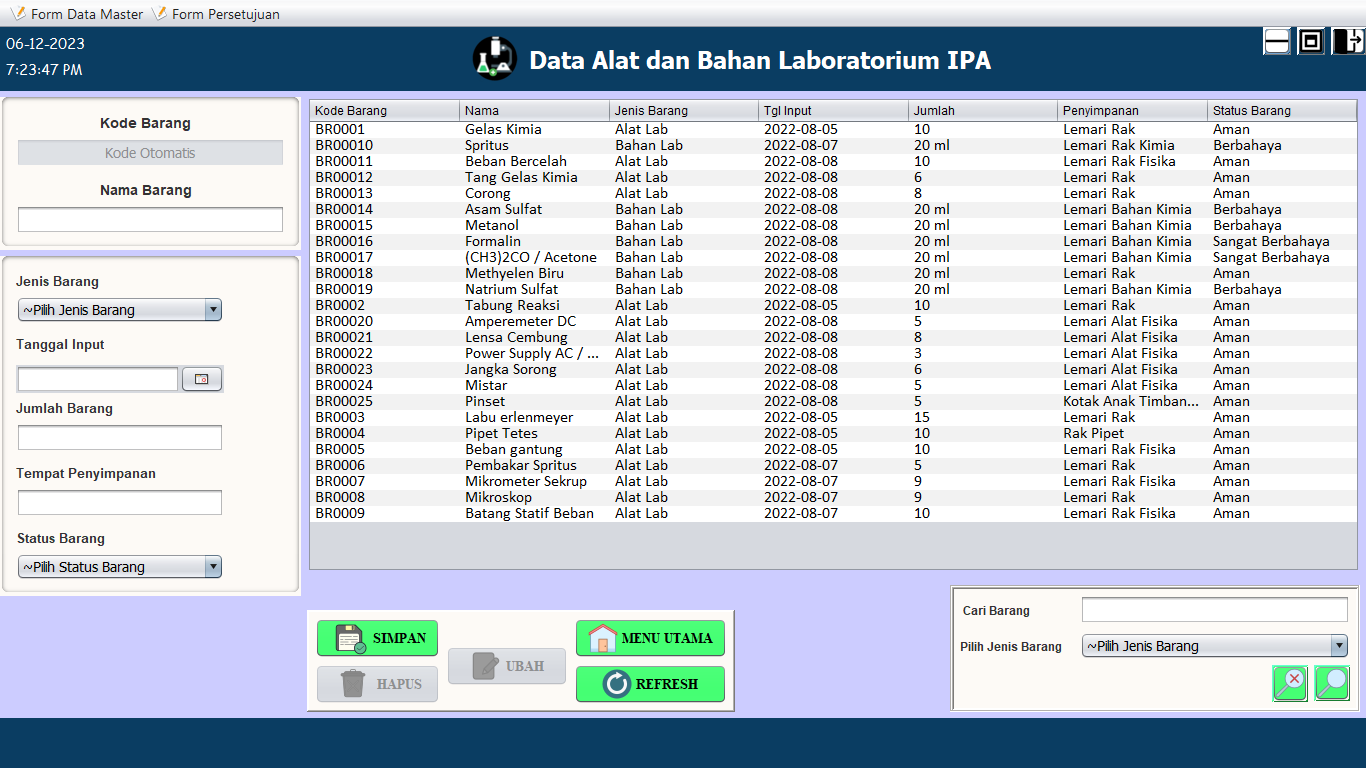 Form Data Master Form Persetujuan
06-12-2023
7:23:47 PM
Data Alat dan Bahan Laboratorium IPA
Kode Barang
Kode Otomatis
Nama Barang
Jenis Barang
~Pilih Jenis Barang
Tanggal Input
Jumlah Barang
Tempat Penyimpanan
Status Barang
~Pilih Status Barang
Kode Barang Nama Jenis Barang Tgl Input Jumlah Penyimpanan Status Barang
BR0001 Gelas Kimia Alat Lab 2022-08-05 10 Lemari Rak Aman
BR00010 Spritus Bahan Lab 2022-08-07 20 ml Lemari Rak Kimia Berbahaya
BR00011 Beban Bercelah Alat Lab 2022-08-08 10 Lemari Rak Fisika Aman
BR00012 Tang Gelas Kimia Alat Lab 2022-08-08 6 Lemari Rak Aman
BR00013 Corong Alat Lab 2022-08-08 8 Lemari Rak Aman
BR00014 Asam Sulfat Bahan Lab 2022-08-08 20 ml Lemari Bahan Kimia Berbahaya
BR00015 Metanol Bahan Lab 2022-08-08 20 ml Lemari Bahan Kimia Berbahaya
BR00016 Formalin Bahan Lab 2022-08-08 20 ml Lemari Bahan Kimia Sangat Berbahaya
BR00017 (CH3)2CO / Acetone Bahan Lab 2022-08-08 20 ml Lemari Bahan Kimia Sangat Berbahaya
BR00018 Methyelen Biru Bahan Lab 2022-08-08 20 ml Lemari Rak Aman
BR00019 Natrium Sulfat Bahan Lab 2022-08-08 20 ml Lemari Bahan Kimia Berbahaya
BR0002 Tabung Reaksi Alat Lab 2022-08-05 10 Lemari Rak Aman
BR00020 Amperemeter DC Alat Lab 2022-08-08 5 Lemari Alat Fisika Aman
BR00021 Lensa Cembung Alat Lab 2022-08-08 8 Lemari Alat Fisika Aman
BR00022 Power Supply AC / ... Alat Lab 2022-08-08 3 Lemari Alat Fisika Aman
BR00023 Jangka Sorong Alat Lab 2022-08-08 6 Lemari Alat Fisika Aman
BR00024 Mistar Alat Lab 2022-08-08 5 Lemari Alat Fisika Aman
BR00025 Pinset Alat Lab 2022-08-08 5 Kotak Anak Timban... Aman
BR0003 Labu erlenmeyer Alat Lab 2022-08-05 15 Lemari Rak Aman
BR0004 Pipet Tetes Alat Lab 2022-08-05 10 Rak Pipet Aman
BR0005 Beban gantung Alat Lab 2022-08-05 10 Lemari Rak Fisika Aman
BR0006 Pembakar Spritus Alat Lab 2022-08-07 5 Lemari Rak Aman
BR0007 Mikrometer Sekrup Alat Lab 2022-08-07 9 Lemari Rak Fisika Aman
BR0008 Mikroskop Alat Lab 2022-08-07 9 Lemari Rak Aman
BR0009 Batang Statif Beban Alat Lab 2022-08-07 10 Lemari Rak Fisika Aman
SIMPAN
HAPUS
UBAH
MENU UTAMA
REFRESH
Cari Barang
Pilih Jenis Barang ~Pilih Jenis Barang